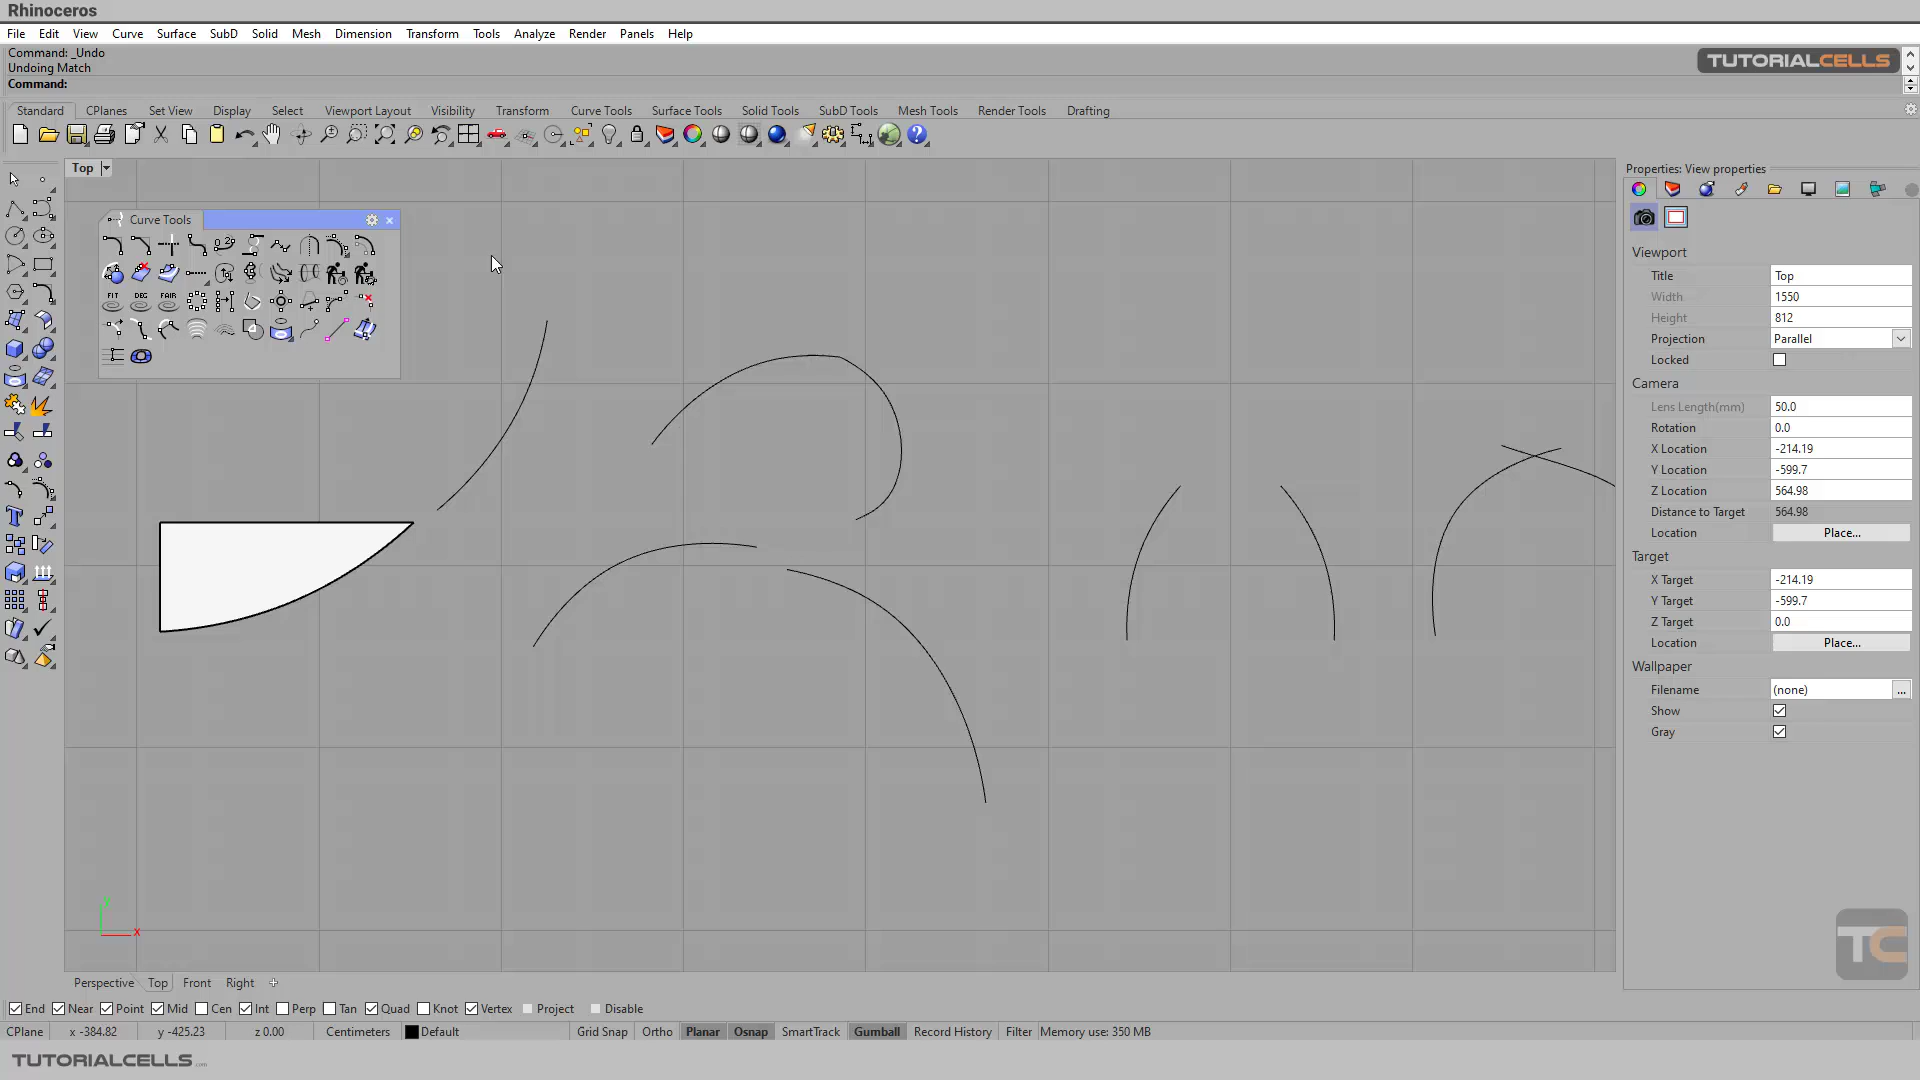 Rhinoceros
File Edit View Curve Surface SubD Solid Mesh Dimension Transform Tools Analyze Render Panels Help
Command: _Undo
Undoing Match
Command:
TUTORIALCELLS
Standard CPlanes Set View Display Select Viewport Layout Visibility Transform Curve Tools Surface Tools Solid Tools SubD Tools Mesh Tools Render Tools Drafting
Top
Curve Tools
FIT DEG FAIR
Properties: View properties
Viewport
Title Top
Width 1550
Height 812
Projection Parallel
Locked
Camera
Lens Length(mm) 50.0
Rotation 0.0
X Location -214.19
Y Location -599.7
Z Location 564.98
Distance to Target 564.98
Location Place...
Target
X Target -214.19
Y Target -599.7
Z Target 0.0
Location Place...
Wallpaper
Filename (none) ...
Show
Gray
y
x
TC
Perspective Top Front Right
End Near Point Mid Cen Int Perp Tan Quad Knot Vertex Project Disable
CPlane x -384.82 y -425.23 z 0.00 Centimeters Default Grid Snap Ortho Planar Osnap SmartTrack Gumball Record History Filter Memory use: 350 MB
TUTORIALCELLS